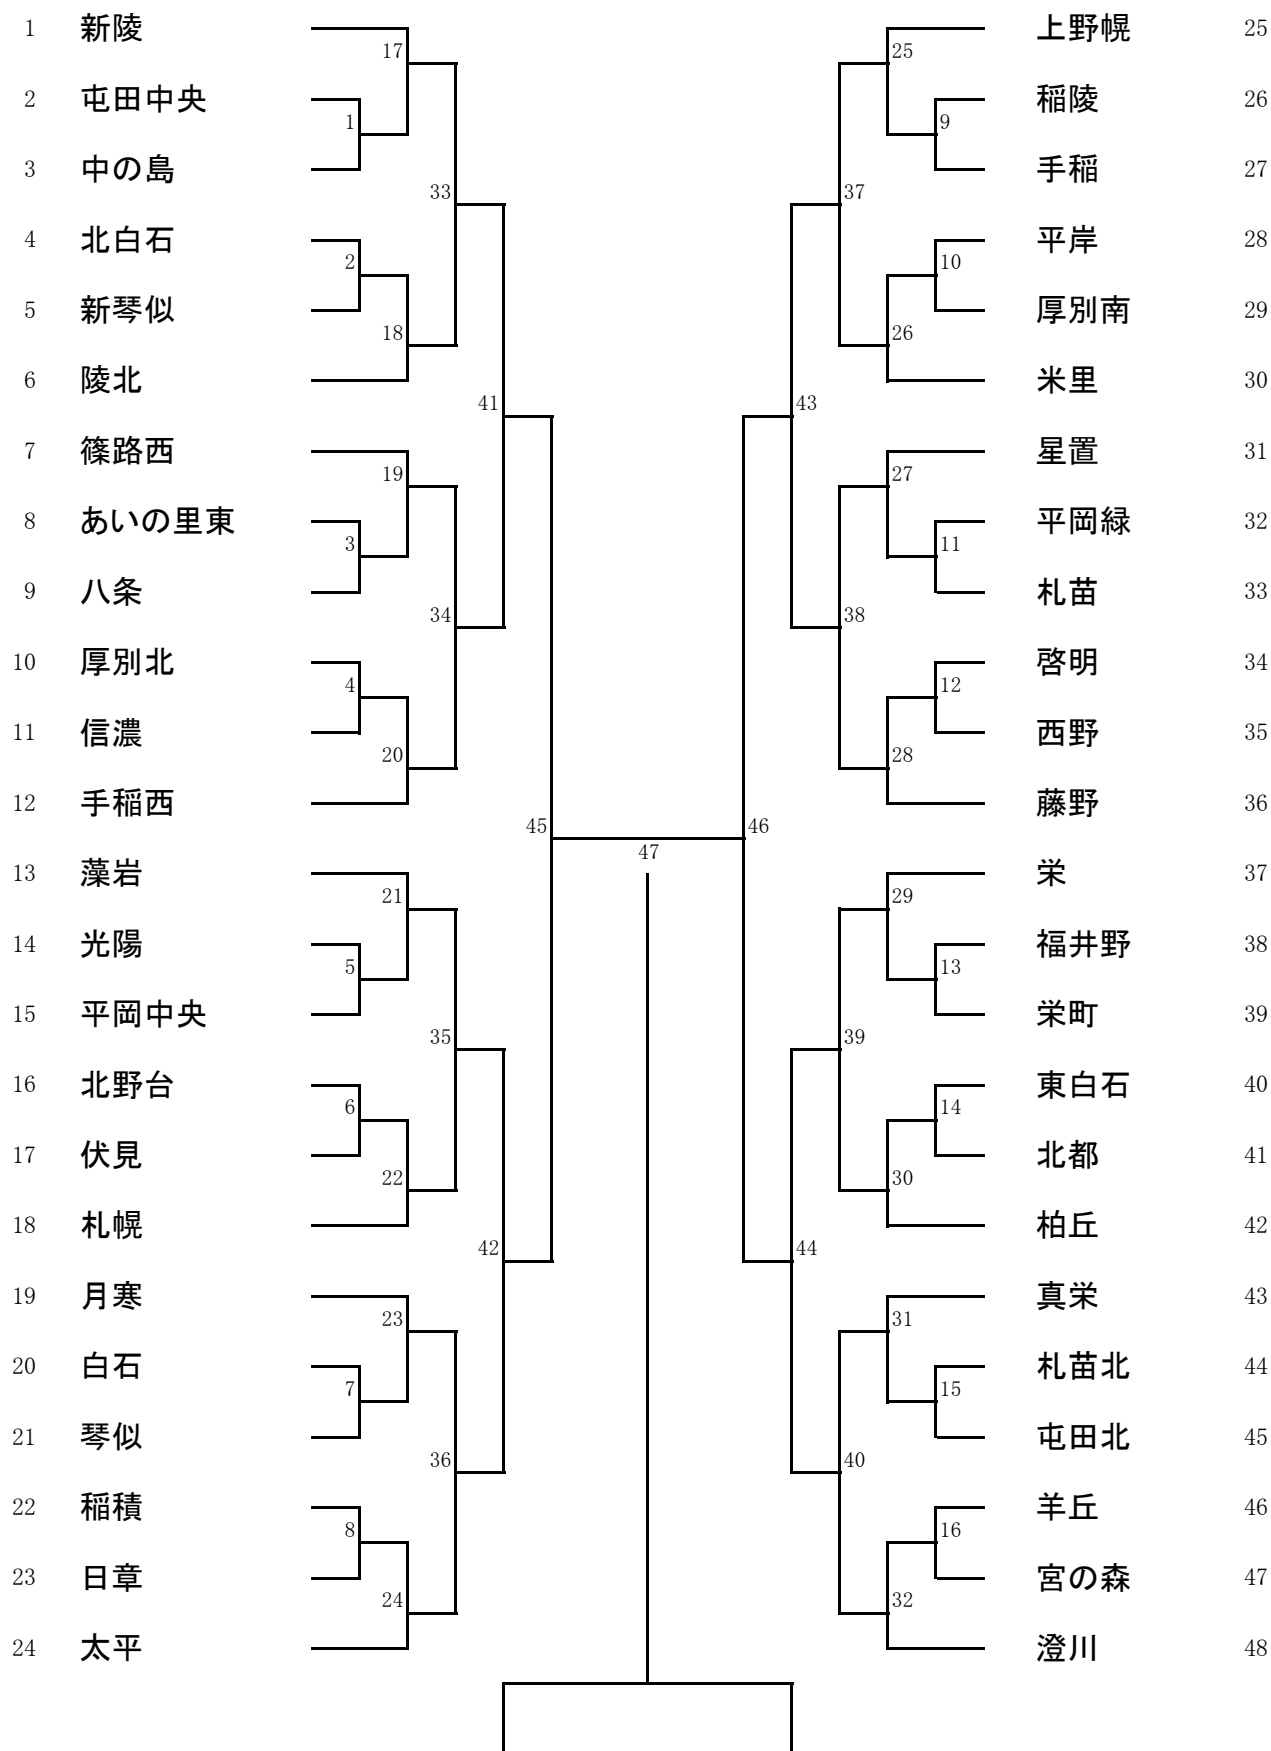 1 新陵 上野幌 25
17 25
2 屯田中央 稲陵 26
1 9
3 中の島 手稲 27
33 37
4 北白石 平岸 28
2 10
5 新琴似 厚別南 29
18 26
6 陵北 米里 30
41 43
7 篠路西 星置 31
19 27
8 あいの里東 平岡緑 32
3 11
9 八条 札苗 33
34 38
10 厚別北 啓明 34
4 12
11 信濃 西野 35
20 28
12 手稲西 藤野 36
45 46
47
13 藻岩 栄 37
21 29
14 光陽 福井野 38
5 13
15 平岡中央 栄町 39
35 39
16 北野台 東白石 40
6 14
17 伏見 北都 41
22 30
18 札幌 柏丘 42
42 44
19 月寒 真栄 43
23 31
20 白石 札苗北 44
7 15
21 琴似 屯田北 45
36 40
22 稲積 羊丘 46
8 16
23 日章 宮の森 47
24 32
24 太平 澄川 48